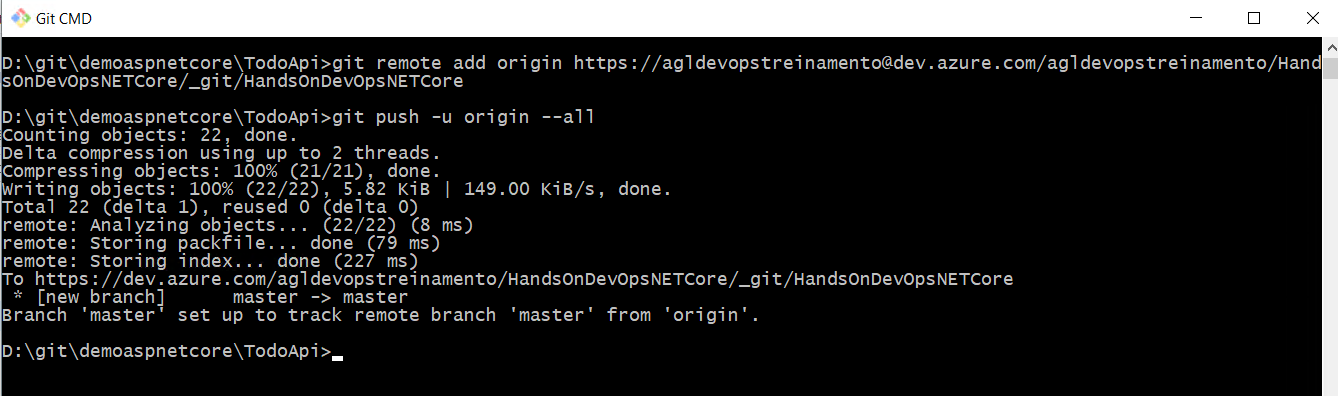 Git CMD
D:\git\demoaspnetcore\TodoApi>git remote add origin https://agldevopstreinamento@dev.azure.com/agldevopstreinamento/Hand
sOnDevOpsNETCore/_git/HandsOnDevOpsNETCore
D:\git\demoaspnetcore\TodoApi>git push -u origin --all
Counting objects: 22, done.
Delta compression using up to 2 threads.
Compressing objects: 100% (21/21), done.
Writing objects: 100% (22/22), 5.82 KiB | 149.00 KiB/s, done.
Total 22 (delta 1), reused 0 (delta 0)
remote: Analyzing objects... (22/22) (8 ms)
remote: Storing packfile... done (79 ms)
remote: Storing index... done (227 ms)
To https://dev.azure.com/agldevopstreinamento/HandsOnDevOpsNETCore/_git/HandsOnDevOpsNETCore
 * [new branch]      master -> master
Branch 'master' set up to track remote branch 'master' from 'origin'.
D:\git\demoaspnetcore\TodoApi>